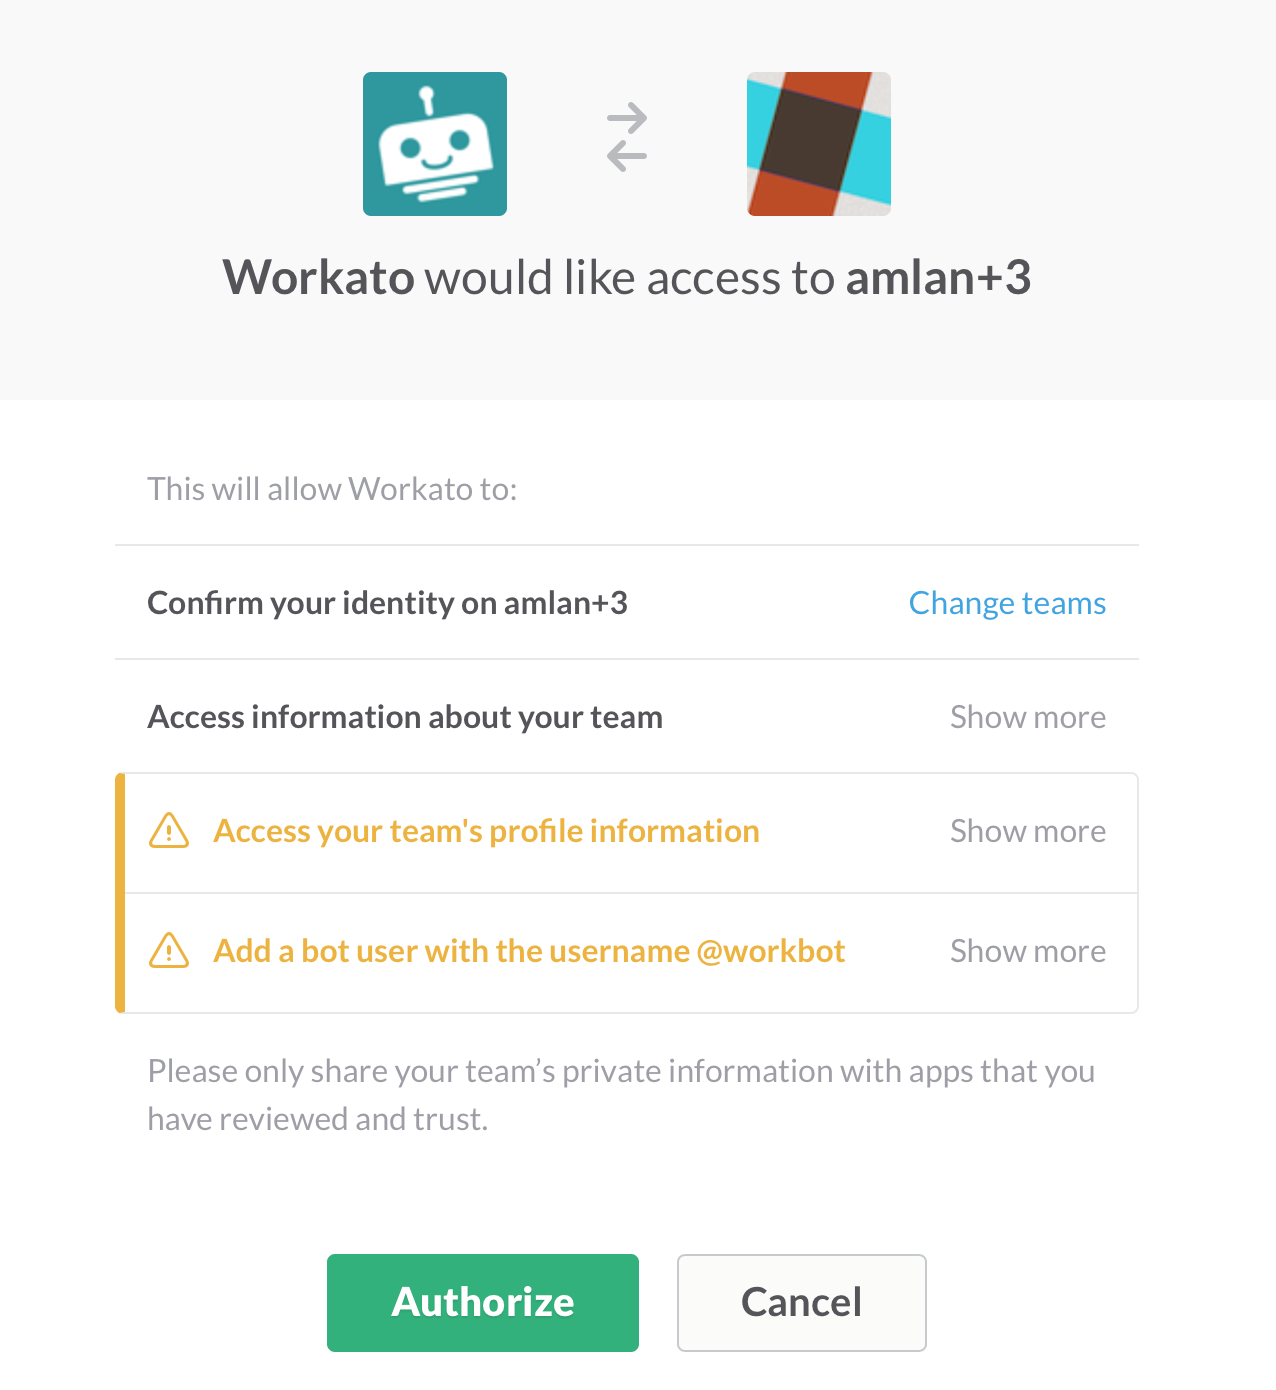 Workato would like access to amlan+3
This will allow Workato to:
Confirm your identity on amlan+3
Change teams
Access information about your team
Show more
Access your team's profile information
Show more
Add a bot user with the username @workbot
Show more
Please only share your team’s private information with apps that you
have reviewed and trust.
Authorize
Cancel